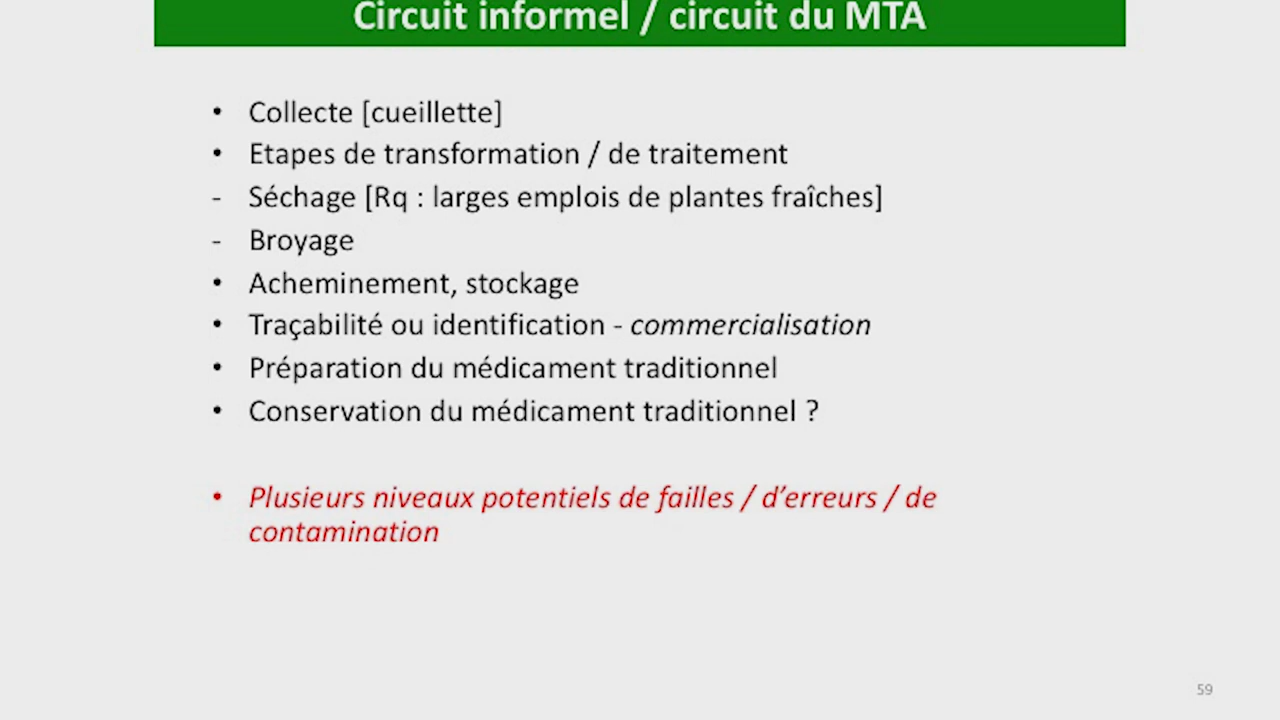 Circuit informel / circuit du MTA
• Collecte [cueillette]
• Etapes de transformation / de traitement
- Séchage [Rq : larges emplois de plantes fraîches]
- Broyage
• Acheminement, stockage
• Traçabilité ou identification - commercialisation
• Préparation du médicament traditionnel
• Conservation du médicament traditionnel ?
• Plusieurs niveaux potentiels de failles / d’erreurs / de
contamination
59